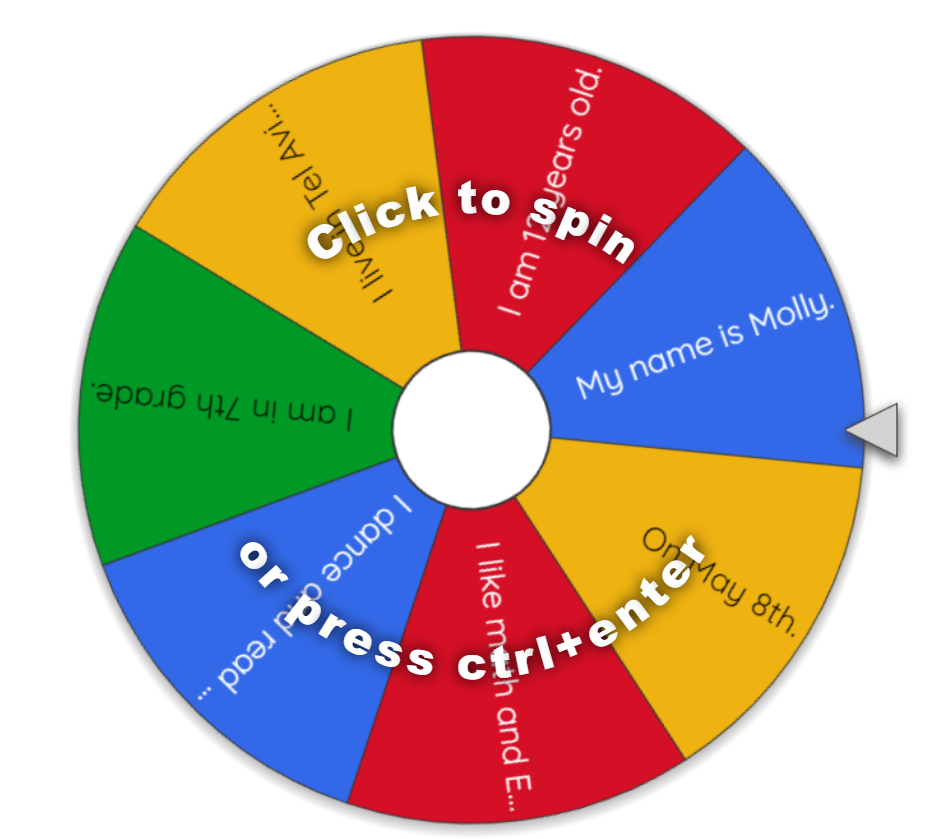 Click to spin
or press ctrl+enter
My name is Molly.
On May 8th.
I like math and E...
I dance and read ...
I am in 7th grade.
I live in Tel Avi...
I am 12 years old.